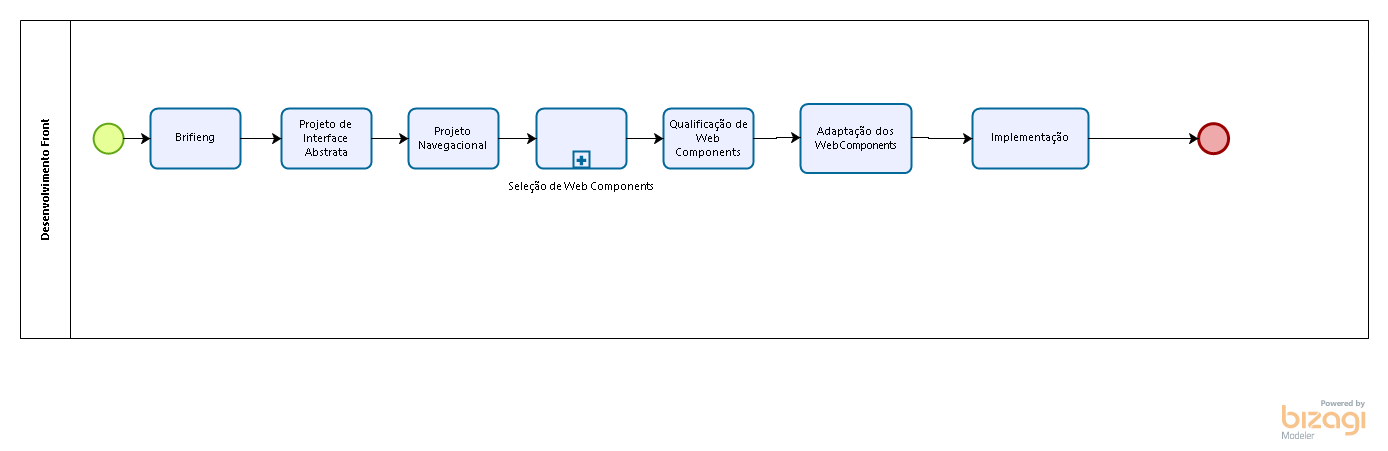 Desenvolvimento Front
Brifieng
Projeto de
Interface
Abstrata
Projeto
Navegacional
Seleção de Web Components
Qualificação de
Web
Components
Adaptação dos
WebComponents
Implementação
Powered by
bizagi
Modeler